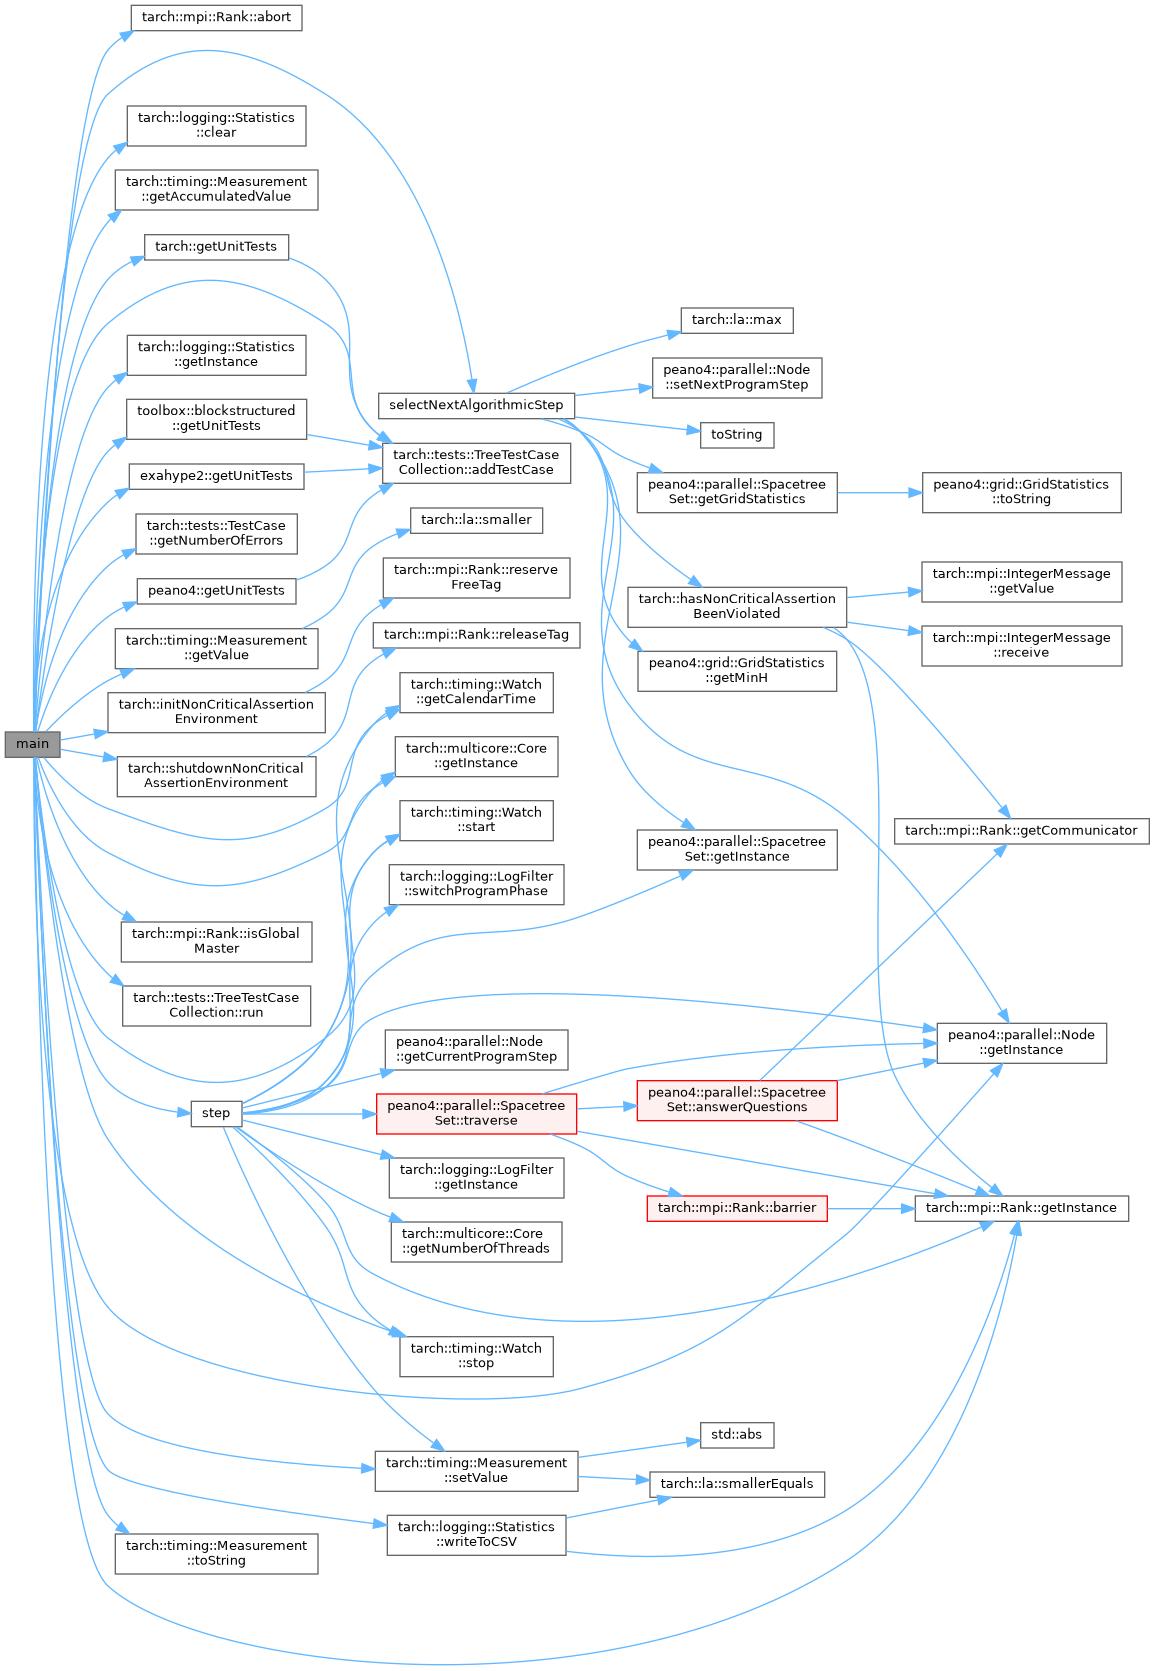 tarch::mpi::Rank::abort
tarch::logging::Statistics
::clear
tarch::timing::Measurement
::getAccumulatedValue
tarch::getUnitTests
tarch::logging::Statistics
::getInstance
toolbox::blockstructured
::getUnitTests
exahype2::getUnitTests
tarch::tests::TestCase
::getNumberOfErrors
peano4::getUnitTests
tarch::timing::Measurement
::getValue
tarch::initNonCriticalAssertion
Environment
main
tarch::shutdownNonCritical
AssertionEnvironment
tarch::mpi::Rank::isGlobal
Master
tarch::tests::TreeTestCase
Collection::run
step
tarch::timing::Measurement
::toString
selectNextAlgorithmicStep
tarch::tests::TreeTestCase
Collection::addTestCase
tarch::la::smaller
tarch::mpi::Rank::reserve
FreeTag
tarch::mpi::Rank::releaseTag
tarch::timing::Watch
::getCalendarTime
tarch::multicore::Core
::getInstance
tarch::timing::Watch
::start
tarch::logging::LogFilter
::switchProgramPhase
peano4::parallel::Node
::getCurrentProgramStep
peano4::parallel::Spacetree
Set::traverse
tarch::logging::LogFilter
::getInstance
tarch::multicore::Core
::getNumberOfThreads
tarch::timing::Watch
::stop
tarch::timing::Measurement
::setValue
tarch::logging::Statistics
::writeToCSV
tarch::la::max
peano4::parallel::Node
::setNextProgramStep
toString
peano4::parallel::Spacetree
Set::getGridStatistics
tarch::hasNonCriticalAssertion
BeenViolated
peano4::grid::GridStatistics
::getMinH
peano4::parallel::Spacetree
Set::getInstance
peano4::parallel::Spacetree
Set::answerQuestions
tarch::mpi::Rank::barrier
std::abs
tarch::la::smallerEquals
peano4::grid::GridStatistics
::toString
tarch::mpi::IntegerMessage
::getValue
tarch::mpi::IntegerMessage
::receive
tarch::mpi::Rank::getCommunicator
peano4::parallel::Node
::getInstance
tarch::mpi::Rank::getInstance